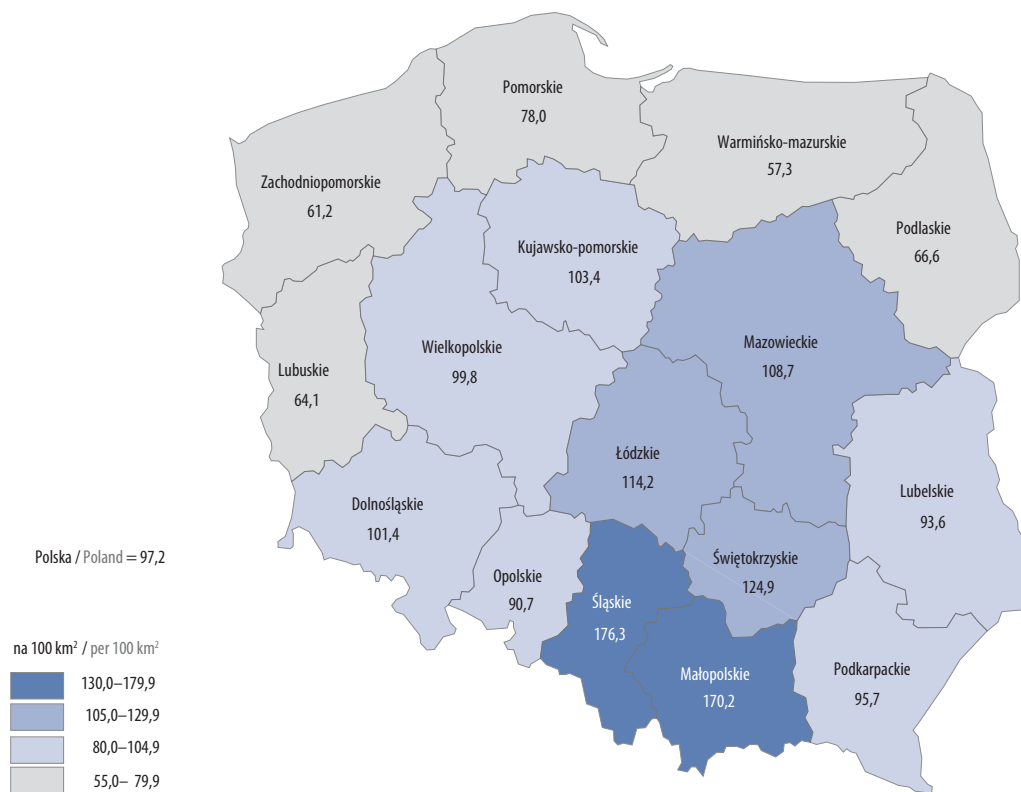 Pomorskie
78,0
Warmińsko-mazurskie
57,3
Zachodniopomorskie
61,2
Podlaskie
66,6
Kujawsko-pomorskie
103,4
Mazowieckie
108,7
Wielkopolskie
99,8
Lubuskie
64,1
Łódzkie
114,2
Lubelskie
93,6
Dolnośląskie
101,4
Polska / Poland = 97,2
Świętokrzyskie
124,9
Opolskie
90,7
Śląskie
176,3
Małopolskie
170,2
Podkarpackie
95,7
na 100 km² / per 100 km²
130,0–179,9
105,0–129,9
80,0–104,9
55,0– 79,9